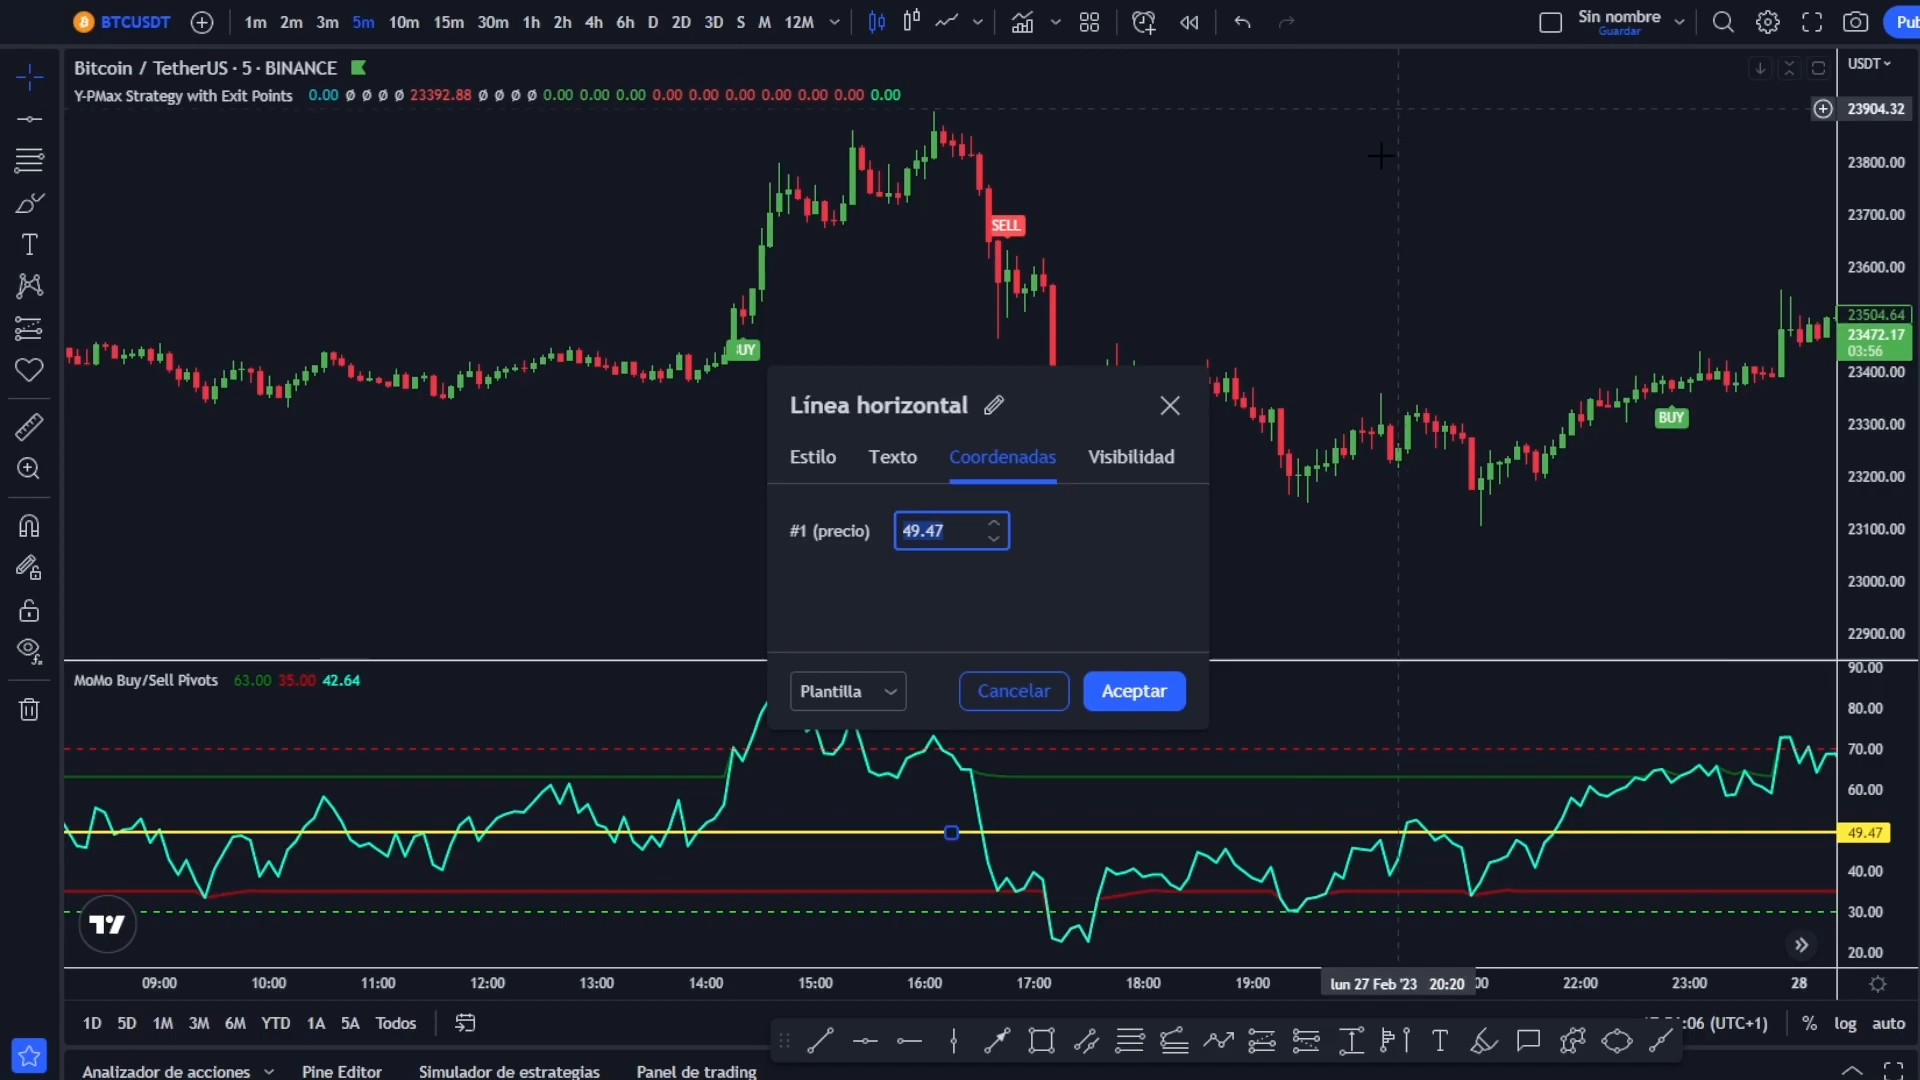 BTCUSDT 1m 2m 3m 5m 10m 15m 30m 1h 2h 4h 6h D 2D 3D S M 12M Sin nombre Pub
Guardar
Bitcoin / TetherUS · 5 · BINANCE USDT
Y-PMax Strategy with Exit Points 0.00 Ø Ø Ø Ø 23392.88 Ø Ø Ø Ø 0.00 0.00 0.00 0.00 0.00 0.00 0.00 0.00 0.00 0.00
23904.32
23800.00
23700.00
SELL
23600.00
23504.64
23472.17
03:56
BUY
23400.00
BUY
23300.00
23200.00
23100.00
23000.00
22900.00
Línea horizontal
Estilo Texto Coordenadas Visibilidad
#1 (precio) 49.47
Plantilla Cancelar Aceptar
MoMo Buy/Sell Pivots 63.00 35.00 42.64
90.00
80.00
70.00
60.00
49.47
40.00
30.00
20.00
09:00 10:00 11:00 12:00 13:00 14:00 15:00 16:00 17:00 18:00 19:00 lun 27 Feb '23 20:20 :00 22:00 23:00 28
1D 5D 1M 3M 6M YTD 1A 5A Todos :06 (UTC+1) % log auto
Analizador de acciones Pine Editor Simulador de estrategias Panel de trading